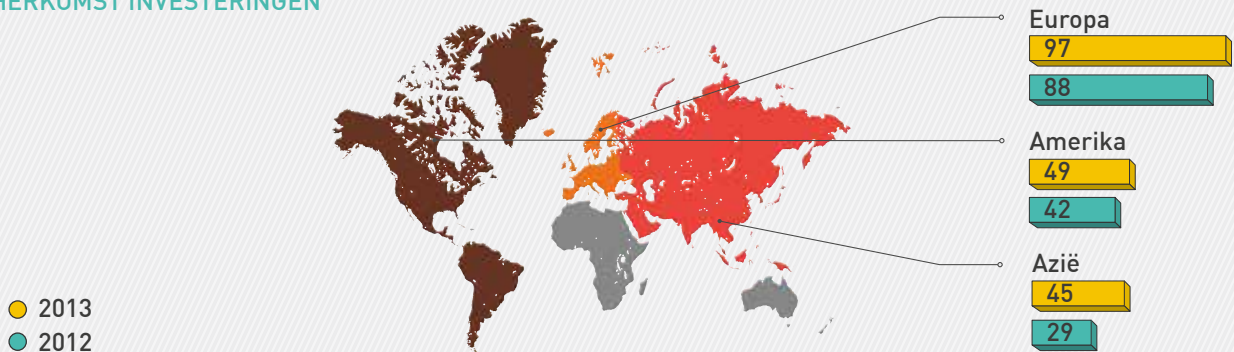 HERKOMST INVESTERINGEN
Europa
97
88
Amerika
49
42
Azië
45
29
2013
2012